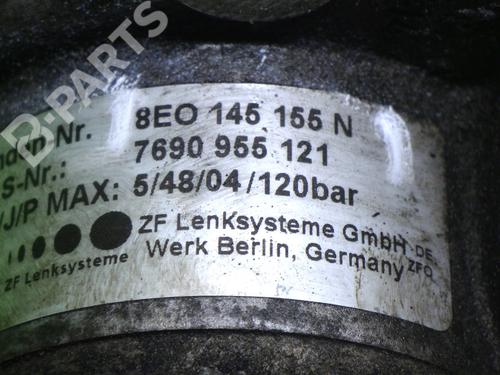 B-PARTS
nden-Nr. 8EO 145 155 N
S-Nr.: 7690 955 121
/J/P MAX: 5/48/04/120bar
ZF Lenksysteme GmbH DE
ZF Lenksysteme Werk Berlin, Germany ZFO